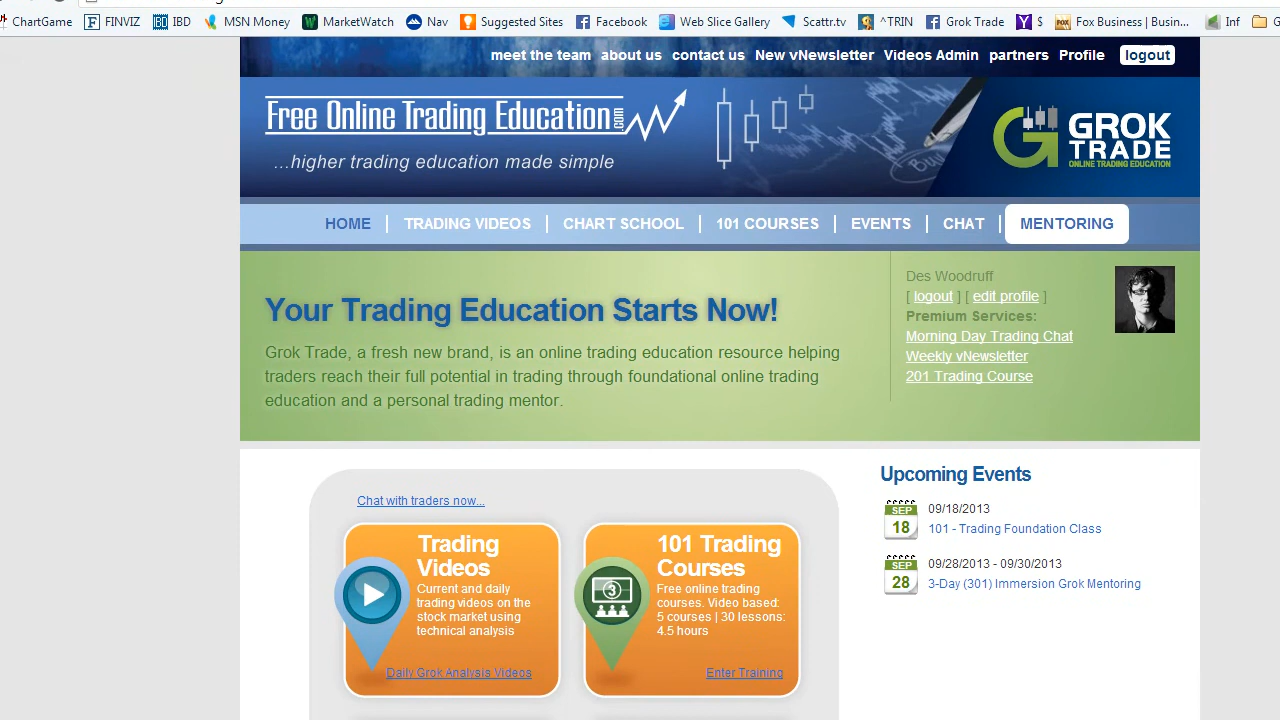 ChartGame FINVIZ IBD MSN Money MarketWatch Nav Suggested Sites Facebook Web Slice Gallery Scattr.tv ^TRIN Grok Trade $ Fox Business | Busin... Inf
meet the team about us contact us New vNewsletter Videos Admin partners Profile logout
Free Online Trading Education.com
...higher trading education made simple
GROK
TRADE
ONLINE TRADING EDUCATION
HOME TRADING VIDEOS CHART SCHOOL 101 COURSES EVENTS CHAT MENTORING
Your Trading Education Starts Now!
Grok Trade, a fresh new brand, is an online trading education resource helping
traders reach their full potential in trading through foundational online trading
education and a personal trading mentor.
Des Woodruff
[ logout ] [ edit profile ]
Premium Services:
Morning Day Trading Chat
Weekly vNewsletter
201 Trading Course
Chat with traders now...
Trading
Videos
Current and daily
trading videos on the
stock market using
technical analysis
Daily Grok Analysis Videos
101 Trading
Courses
Free online trading
courses. Video based:
5 courses | 30 lessons:
4.5 hours
Enter Training
Upcoming Events
SEP
18
09/18/2013
101 - Trading Foundation Class
SEP
28
09/28/2013 - 09/30/2013
3-Day (301) Immersion Grok Mentoring